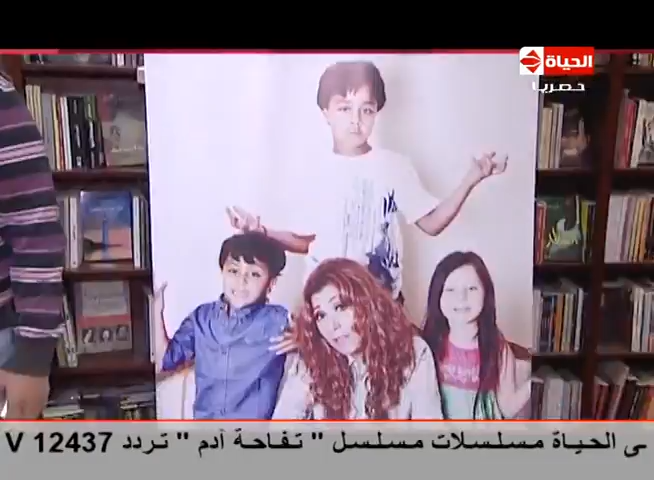 الحياة
حصريا
ى الحياة مسلسلات مسلسل " تفاحة آدم " تردد 12437 V